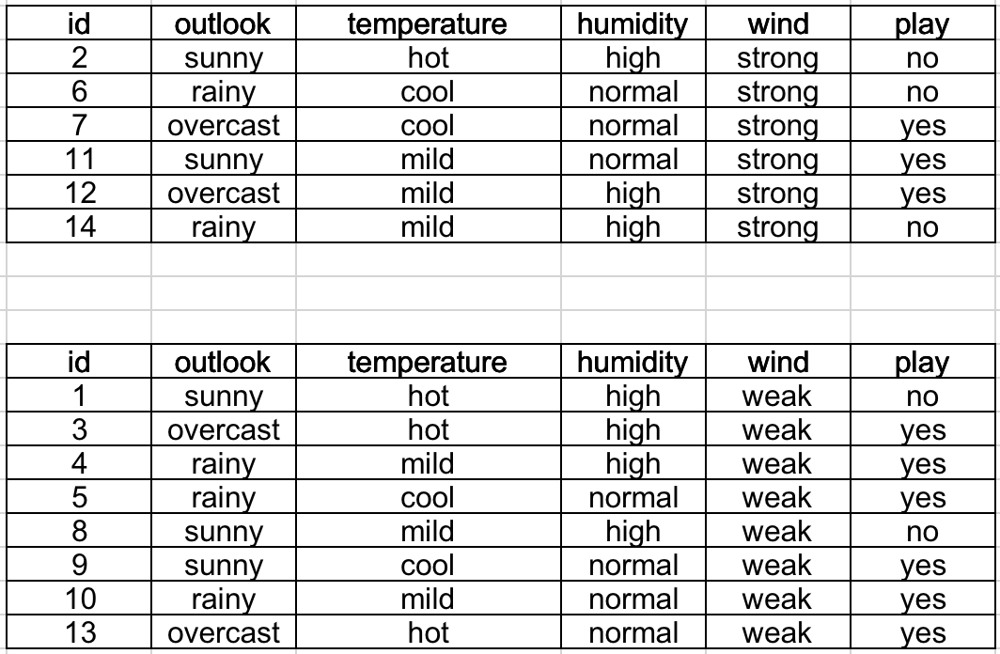 id outlook temperature humidity wind play
2 sunny hot high strong no
6 rainy cool normal strong no
7 overcast cool normal strong yes
11 sunny mild normal strong yes
12 overcast mild high strong yes
14 rainy mild high strong no
id outlook temperature humidity wind play
1 sunny hot high weak no
3 overcast hot high weak yes
4 rainy mild high weak yes
5 rainy cool normal weak yes
8 sunny mild high weak no
9 sunny cool normal weak yes
10 rainy mild normal weak yes
13 overcast hot normal weak yes